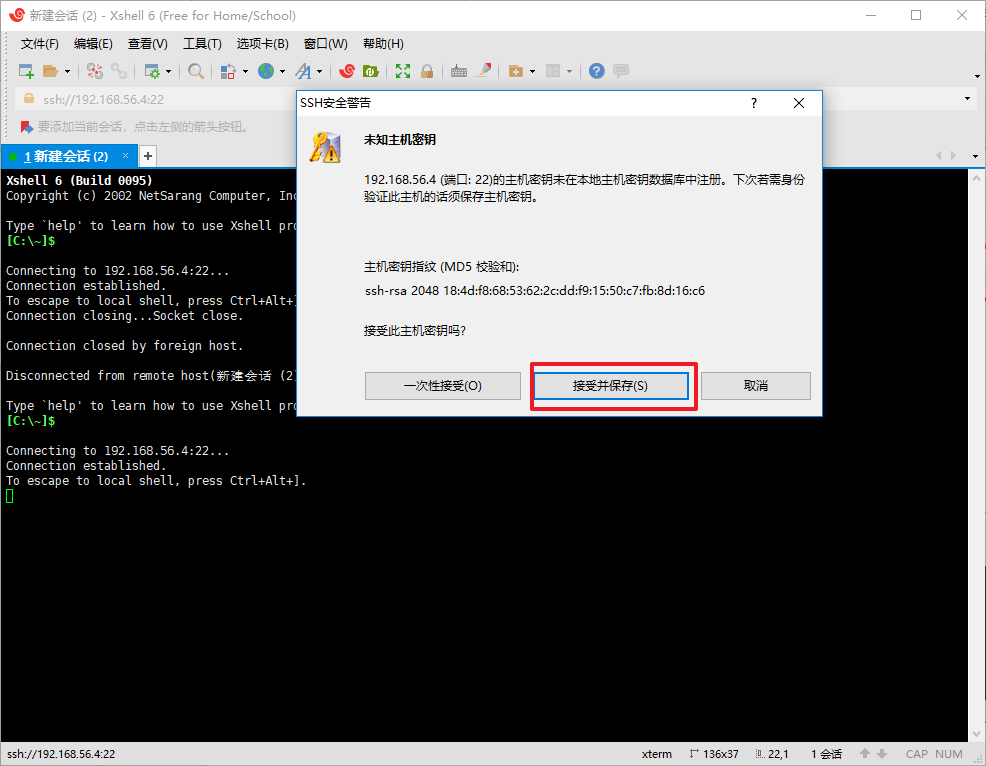 新建会话 (2) - Xshell 6 (Free for Home/School)
文件(F) 编辑(E) 查看(V) 工具(T) 选项卡(B) 窗口(W) 帮助(H)
ssh://192.168.56.4:22
要添加当前会话，点击左侧的箭头按钮。
1 新建会话 (2) × +
Xshell 6 (Build 0095)
Copyright (c) 2002 NetSarang Computer, Inc
Type `help' to learn how to use Xshell pro
[C:\~]$
Connecting to 192.168.56.4:22...
Connection established.
To escape to local shell, press Ctrl+Alt+]
Connection closing...Socket close.
Connection closed by foreign host.
Disconnected from remote host(新建会话 (2)
Type `help' to learn how to use Xshell pro
[C:\~]$
Connecting to 192.168.56.4:22...
Connection established.
To escape to local shell, press Ctrl+Alt+].
SSH安全警告 ?
未知主机密钥
192.168.56.4 (端口: 22)的主机密钥未在本地主机密钥数据库中注册。下次若需身份
验证此主机的话须保存主机密钥。
主机密钥指纹 (MD5 校验和):
ssh-rsa 2048 18:4d:f8:68:53:62:2c:dd:f9:15:50:c7:fb:8d:16:c6
接受此主机密钥吗?
一次性接受(O) 接受并保存(S) 取消
ssh://192.168.56.4:22 xterm 136x37 22,1 1 会话 CAP NUM